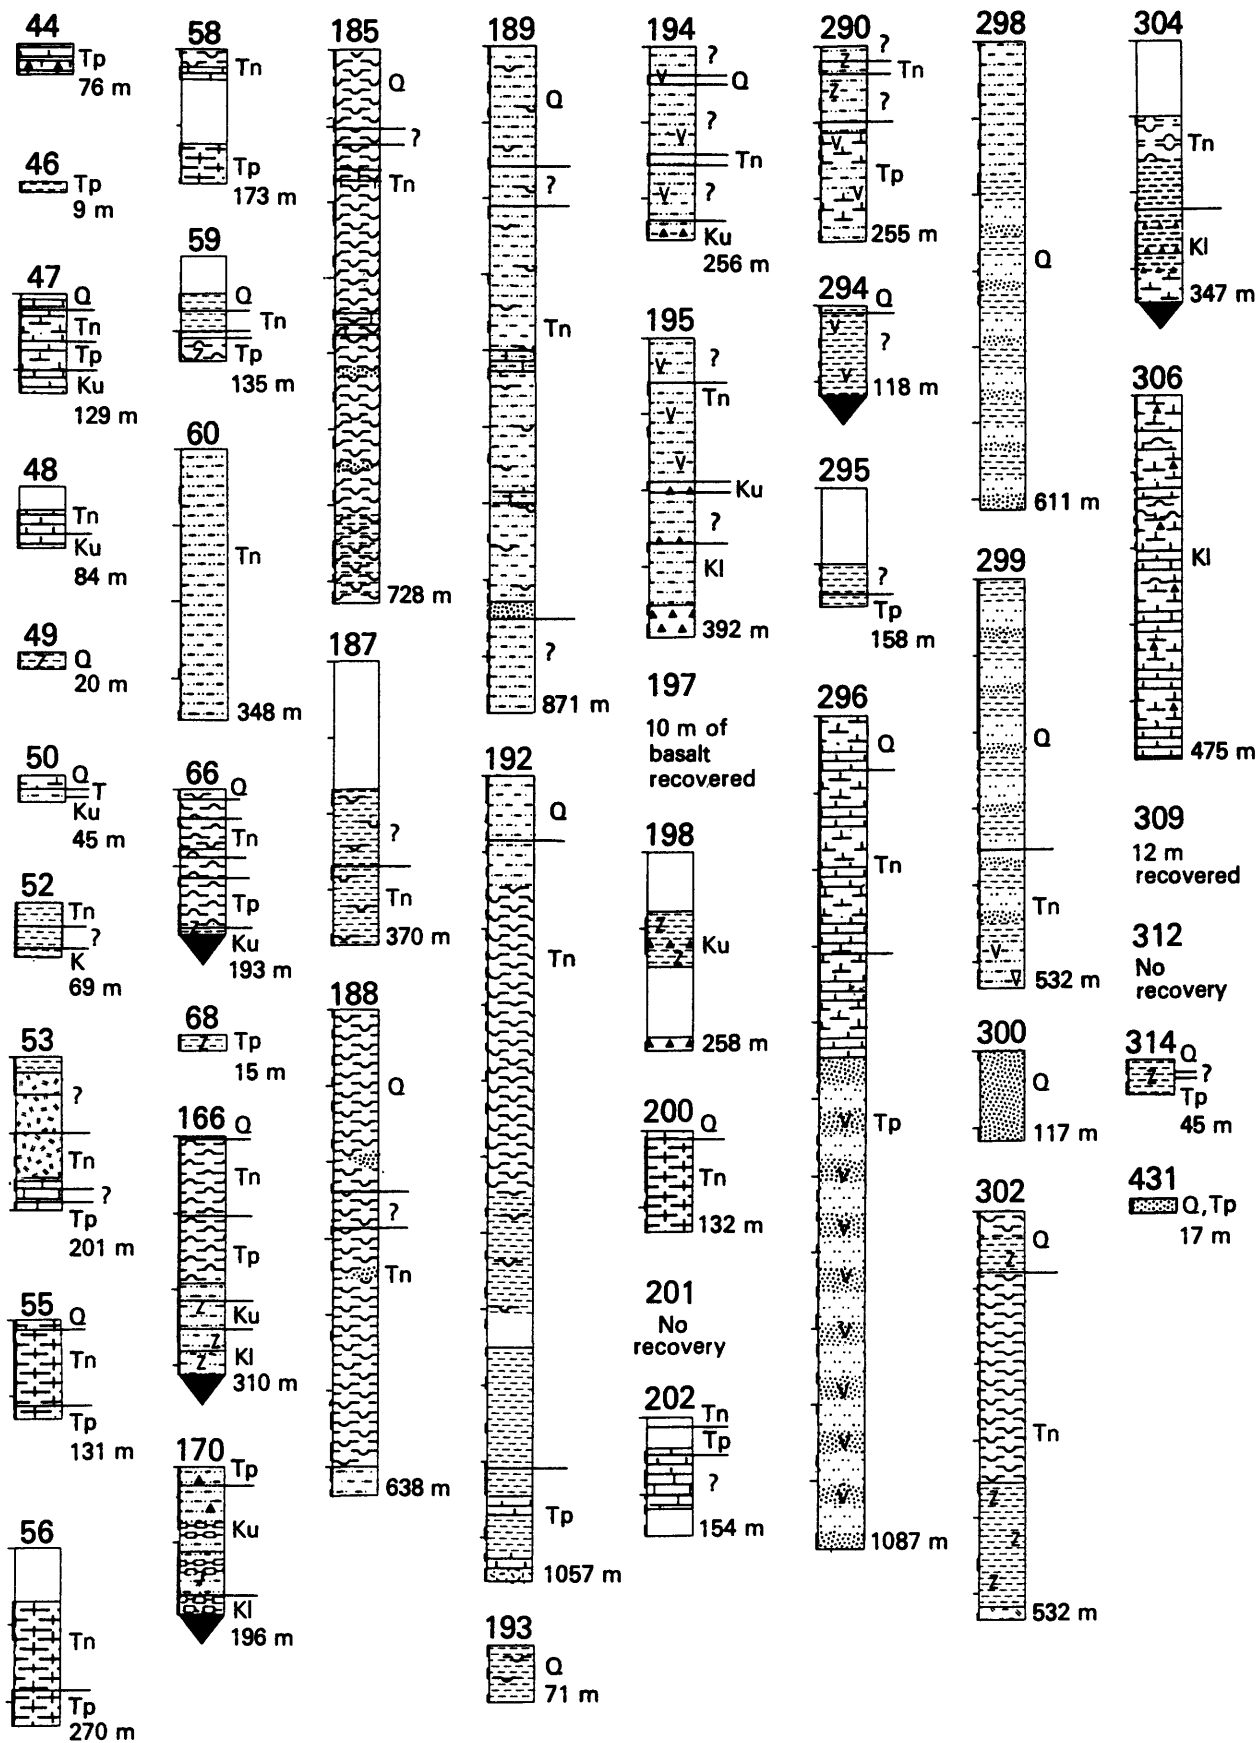 44
Tp
76 m
46
Tp
9 m
47
Q
Tn
Tp
Ku
129 m
48
Tn
Ku
84 m
49
Z
Q
20 m
50
Q
T
Ku
45 m
52
Tn
?
K
69 m
53
?
Tn
?
Tp
201 m
55
Q
Tn
Tp
131 m
56
Tn
Tp
270 m
58
Tn
Tp
173 m
59
Q
Tn
Z
Tp
135 m
60
Tn
348 m
66
Q
Tn
Tp
Z
Ku
193 m
68
Z
Tp
15 m
166
Q
Tn
Tp
Z
Ku
Z
Z
Kl
310 m
170
Tp
Ku
Z
Kl
196 m
185
Q
?
Tn
728 m
187
?
Tn
370 m
188
Q
?
Tn
638 m
189
Q
?
Tn
?
871 m
192
Q
Tn
Tp
1057 m
193
Q
71 m
194
?
V
Q
?
V
Tn
V
?
Ku
256 m
195
?
V
Tn
V
V
Ku
?
Kl
392 m
197
10 m of
basalt
recovered
198
Z
Ku
Z
258 m
200
Q
Tn
132 m
201
No
recovery
202
Tn
Tp
?
154 m
290
?
Z
Tn
Z
?
V
Tp
V
255 m
294
Q
V
?
V
118 m
295
?
Tp
158 m
296
Q
Tn
Tp
V
V
V
V
V
V
V
V
1087 m
298
Q
611 m
299
Q
Tn
V
V
532 m
300
Q
117 m
302
Q
Z
Tn
Z
Z
Z
532 m
304
Tn
Kl
347 m
306
Kl
475 m
309
12 m
recovered
312
No
recovery
314
Q
Z
?
Tp
45 m
431
Q,Tp
17 m